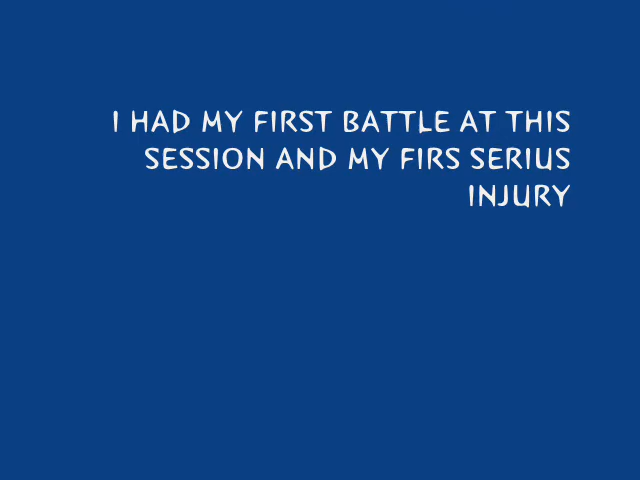 I HAD MY FIRST BATTLE AT THIS
SESSION AND MY FIRS SERIUS
INJURY